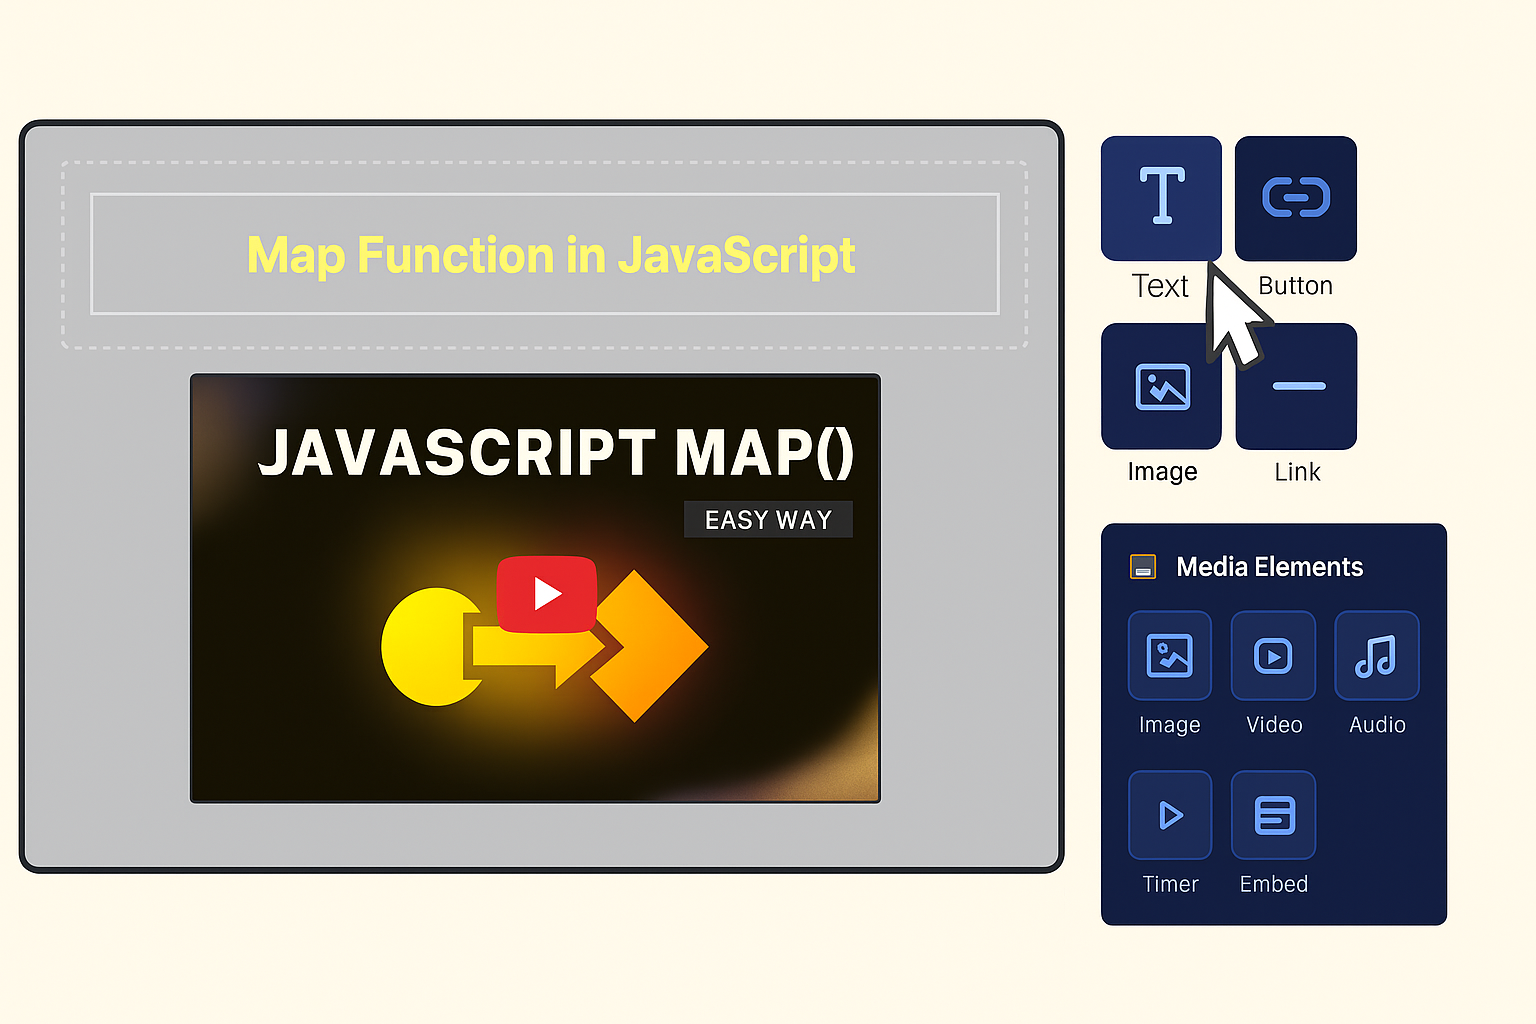 Map Function in JavaScript
JAVASCRIPT MAP()
EASY WAY
Text
Button
Image
Link
Media Elements
Image
Video
Audio
Timer
Embed